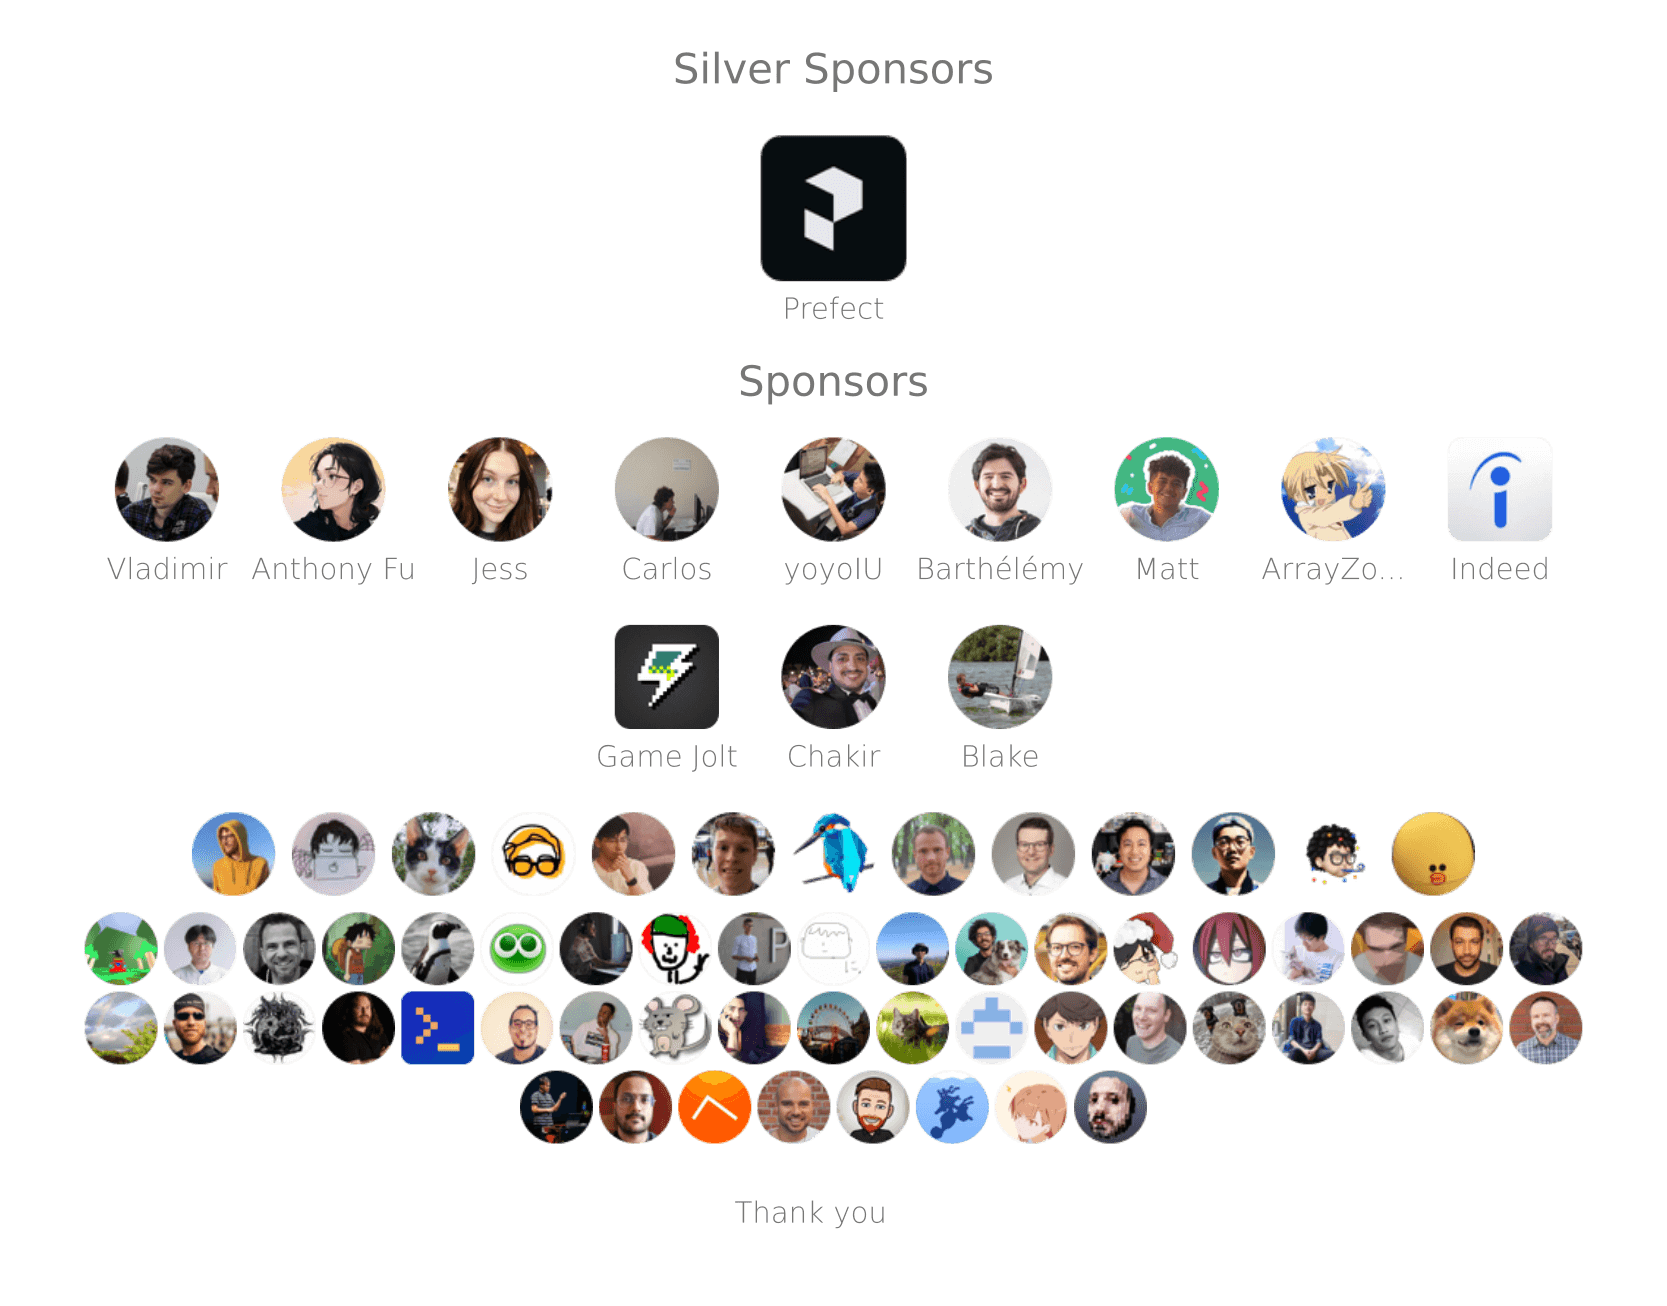 Silver Sponsors
Prefect
Sponsors
Vladimir Anthony Fu Jess Carlos yoyoIU Barthélémy Matt ArrayZo... Indeed
Game Jolt Chakir Blake
Thank you